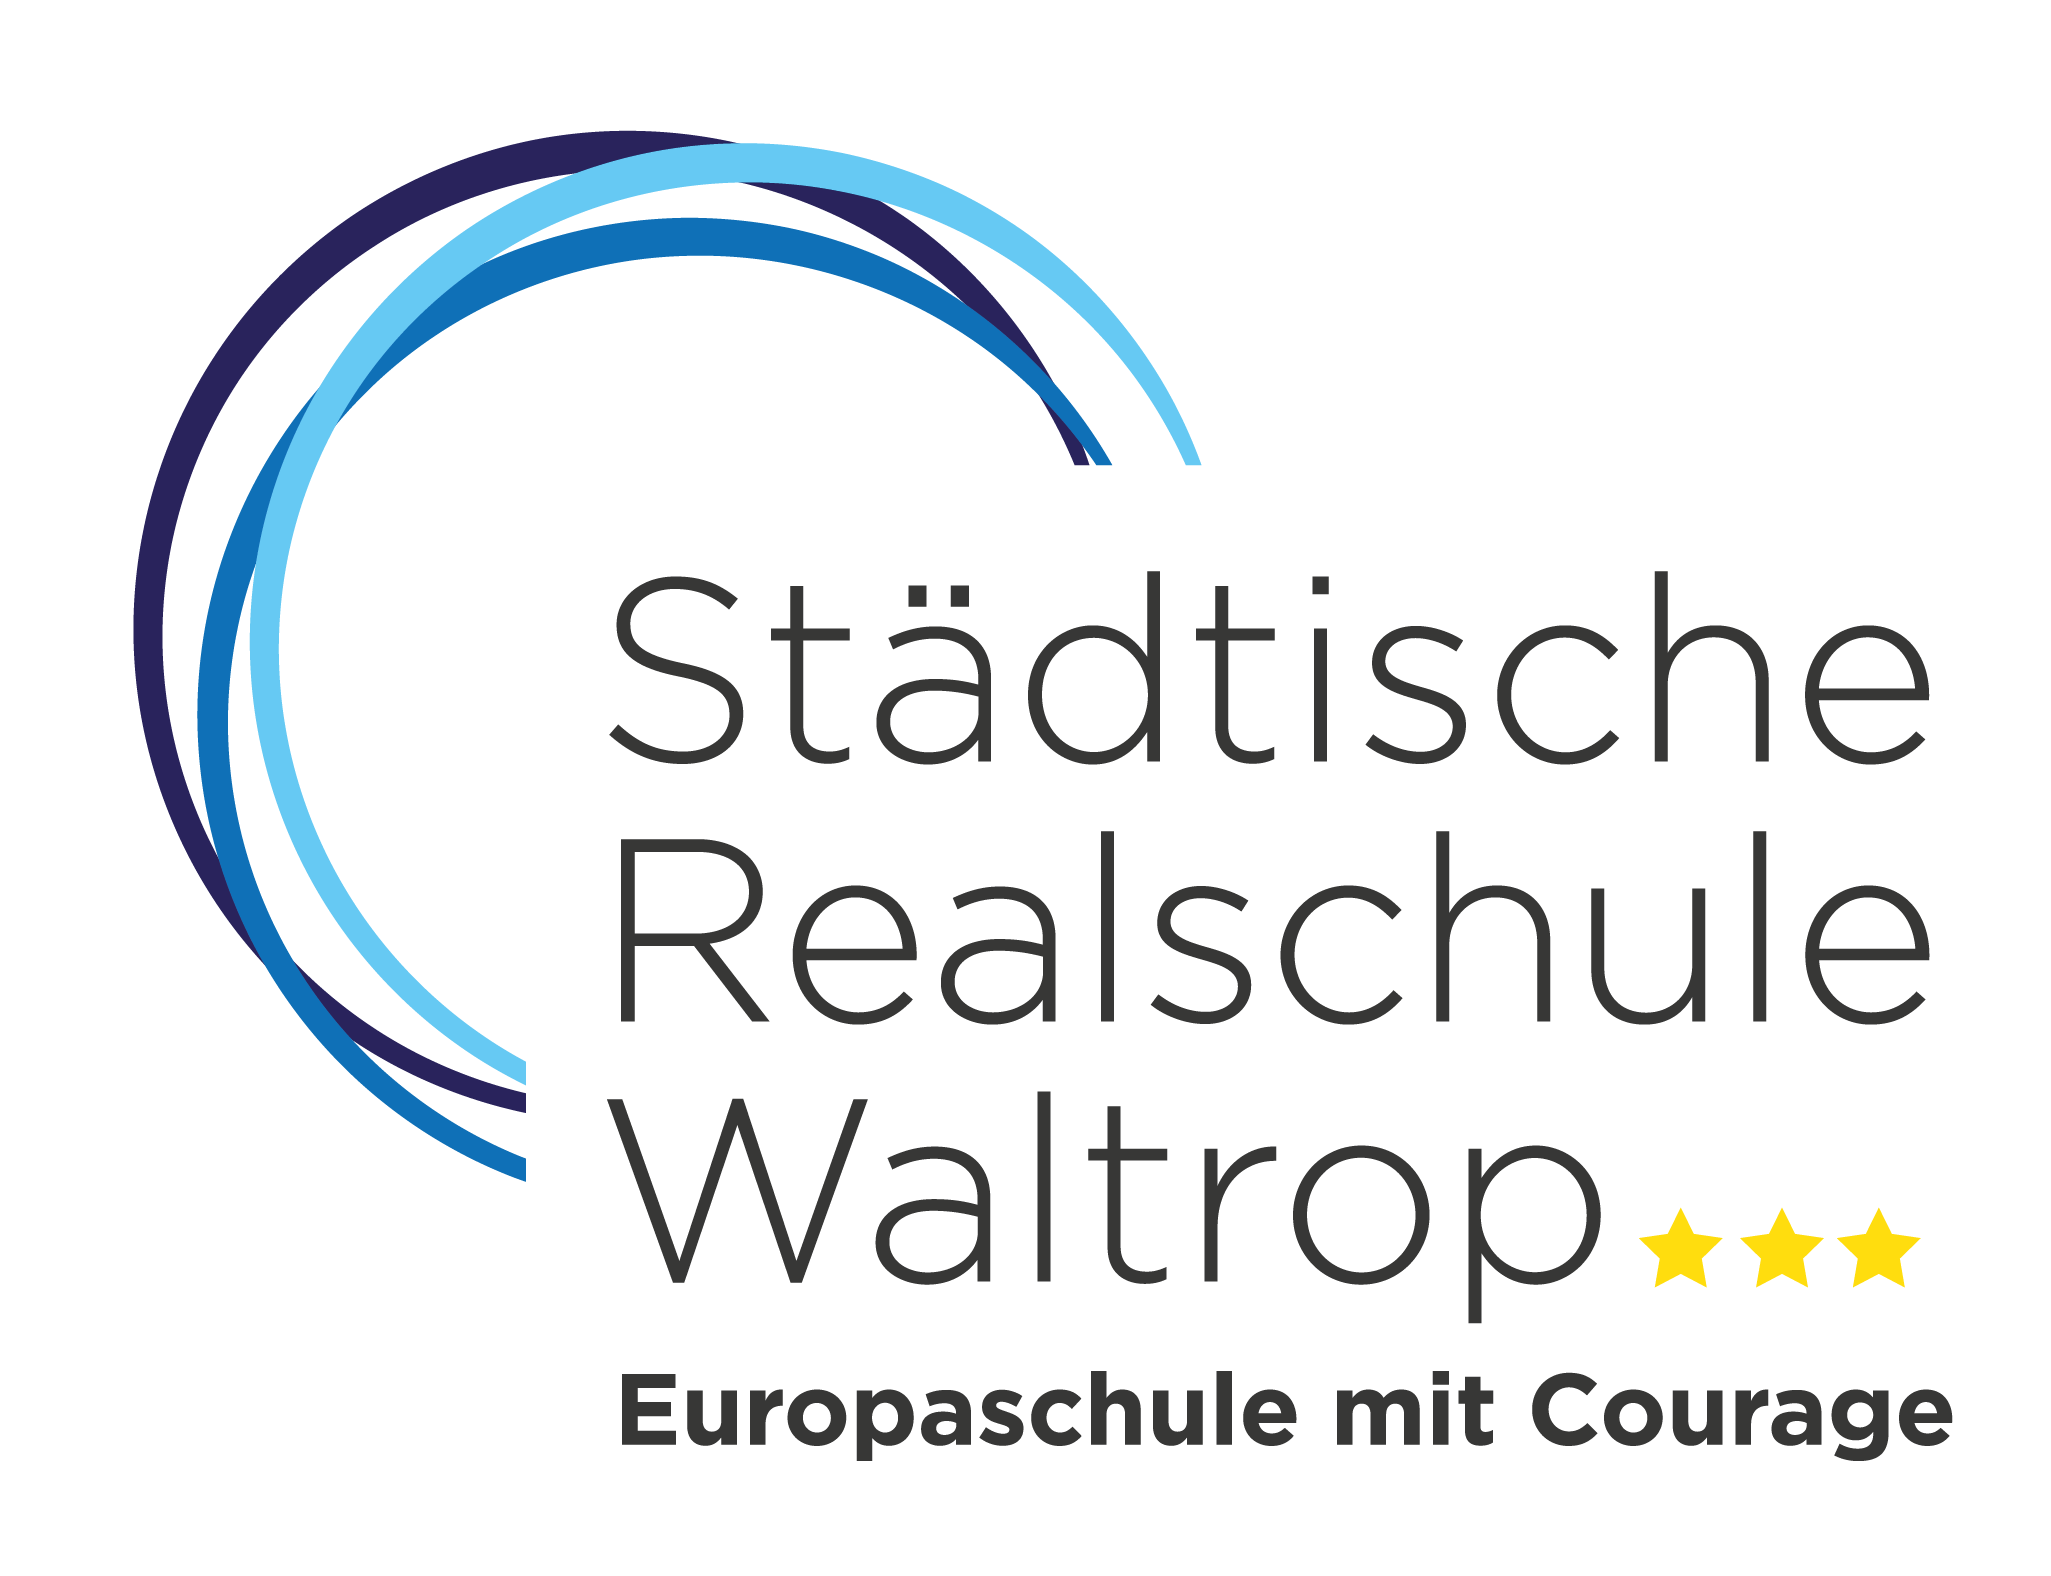 Städtische
Realschule
Waltrop
Europaschule mit Courage